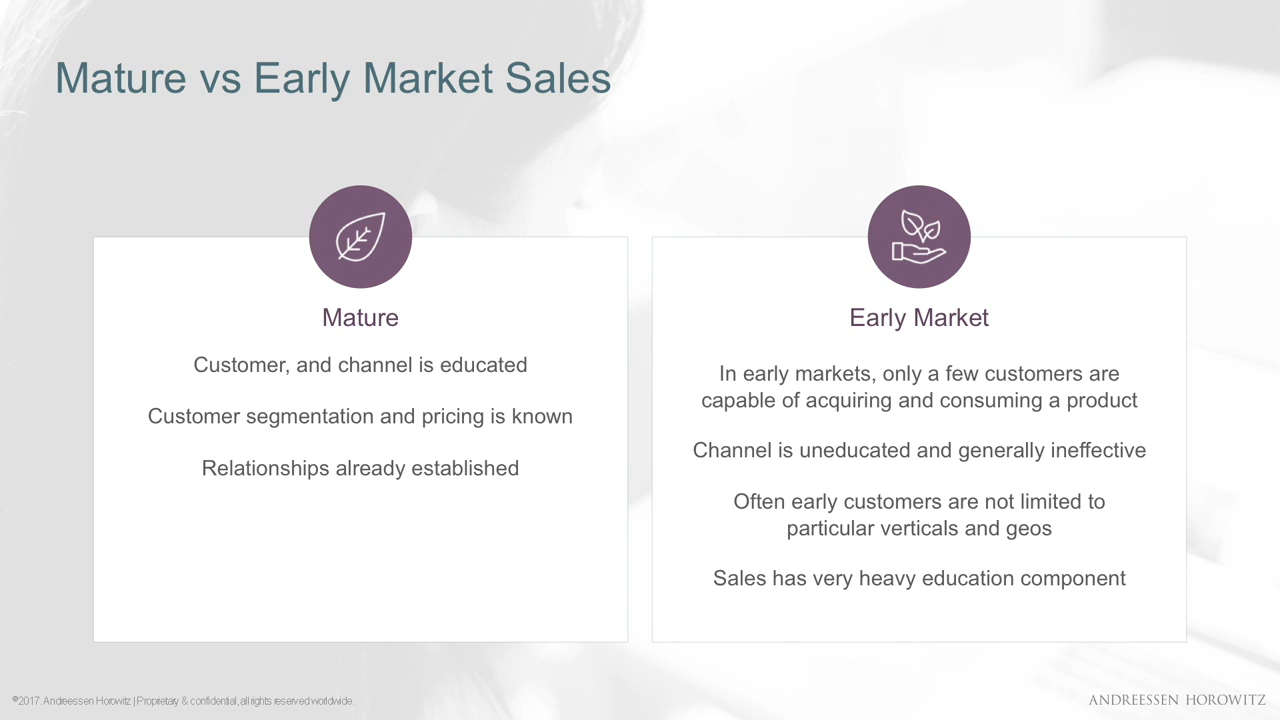 Mature vs Early Market Sales
Mature
Customer, and channel is educated
Customer segmentation and pricing is known
Relationships already established
Early Market
In early markets, only a few customers are
capable of acquiring and consuming a product
Channel is uneducated and generally ineffective
Often early customers are not limited to
particular verticals and geos
Sales has very heavy education component
©2017. Andreessen Horowitz | Proprietary & confidential, all rights reserved worldwide.
ANDREESSEN HOROWITZ